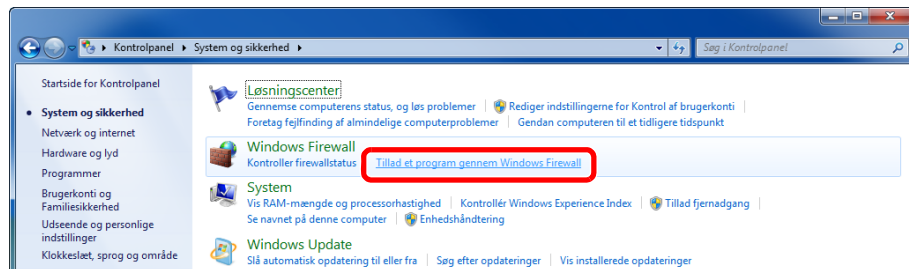 Kontrolpanel System og sikkerhed Søg i Kontrolpanel
Startside for Kontrolpanel
System og sikkerhed
Netværk og internet
Hardware og lyd
Programmer
Brugerkonti og
Familiesikkerhed
Udseende og personlige
indstillinger
Klokkeslæt, sprog og område
Løsningscenter
Gennemse computerens status, og løs problemer Rediger indstillingerne for Kontrol af brugerkonti
Foretag fejlfinding af almindelige computerproblemer Gendan computeren til et tidligere tidspunkt
Windows Firewall
Kontroller firewallstatus Tillad et program gennem Windows Firewall
System
Vis RAM-mængde og processorhastighed Kontrollér Windows Experience Index Tillad fjernadgang
Se navnet på denne computer Enhedshåndtering
Windows Update
Slå automatisk opdatering til eller fra Søg efter opdateringer Vis installerede opdateringer